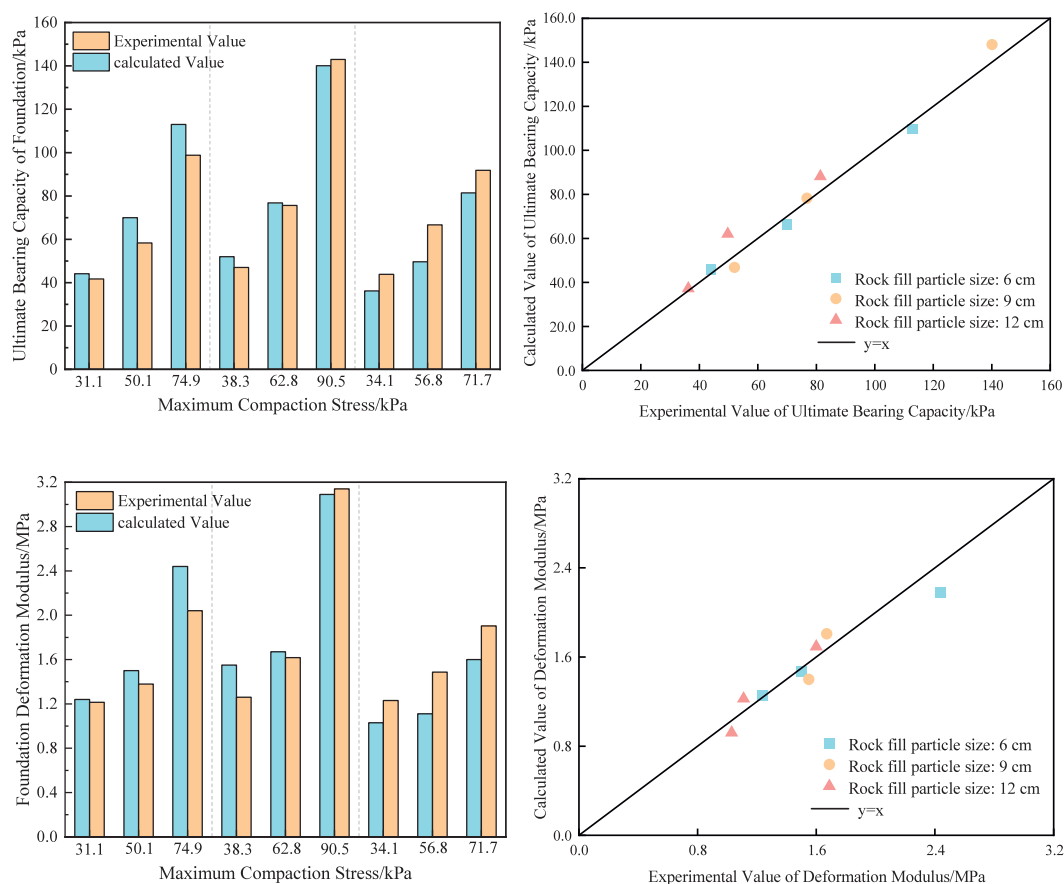 Ultimate Bearing Capacity of Foundation/kPa
160
140
120
100
80
60
40
20
0
Experimental Value
calculated Value
31.1 50.1 74.9 38.3 62.8 90.5 34.1 56.8 71.7
Maximum Compaction Stress/kPa
Calculated Value of Ultimate Bearing Capacity /kPa
160.0
140.0
120.0
100.0
80.0
60.0
40.0
20.0
0.0
Rock fill particle size: 6 cm
Rock fill particle size: 9 cm
Rock fill particle size: 12 cm
y=x
0 20 40 60 80 100 120 140 160
Experimental Value of Ultimate Bearing Capacity/kPa
Foundation Deformation Modulus/MPa
3.2
2.8
2.4
2.0
1.6
1.2
0.8
0.4
0.0
Experimental Value
calculated Value
31.1 50.1 74.9 38.3 62.8 90.5 34.1 56.8 71.7
Maximum Compaction Stress/kPa
Calculated Value of Deformation Modulus/MPa
3.2
2.4
1.6
0.8
0.0
Rock fill particle size: 6 cm
Rock fill particle size: 9 cm
Rock fill particle size: 12 cm
y=x
0.0 0.8 1.6 2.4 3.2
Experimental Value of Deformation Modulus/MPa